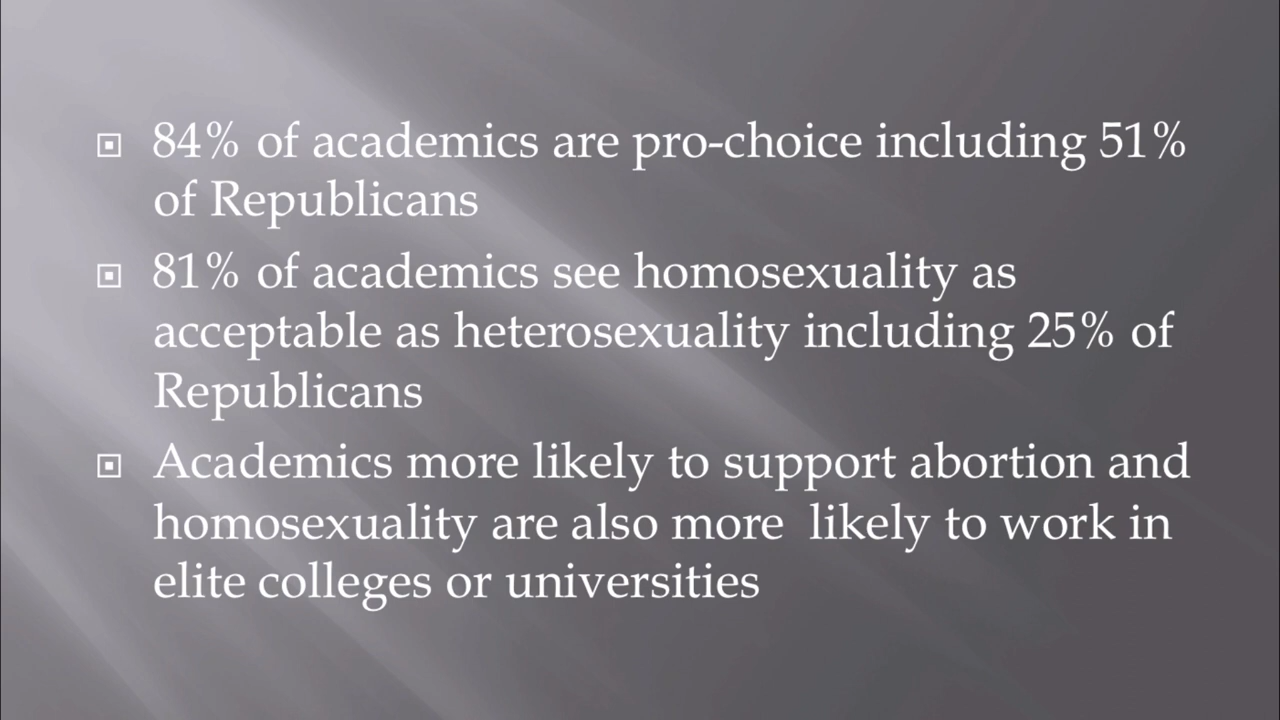 84% of academics are pro-choice including 51%
of Republicans
81% of academics see homosexuality as
acceptable as heterosexuality including 25% of
Republicans
Academics more likely to support abortion and
homosexuality are also more  likely to work in
elite colleges or universities